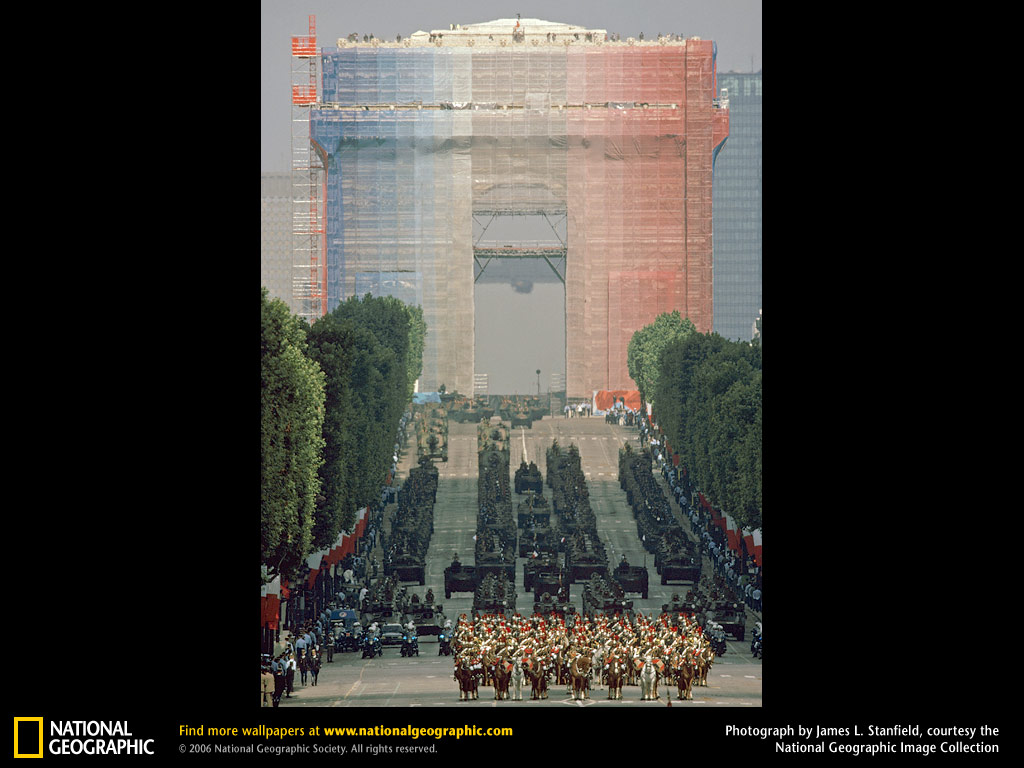 NATIONAL
GEOGRAPHIC
Find more wallpapers at www.nationalgeographic.com
© 2006 National Geographic Society. All rights reserved.
Photograph by James L. Stanfield, courtesy the
National Geographic Image Collection